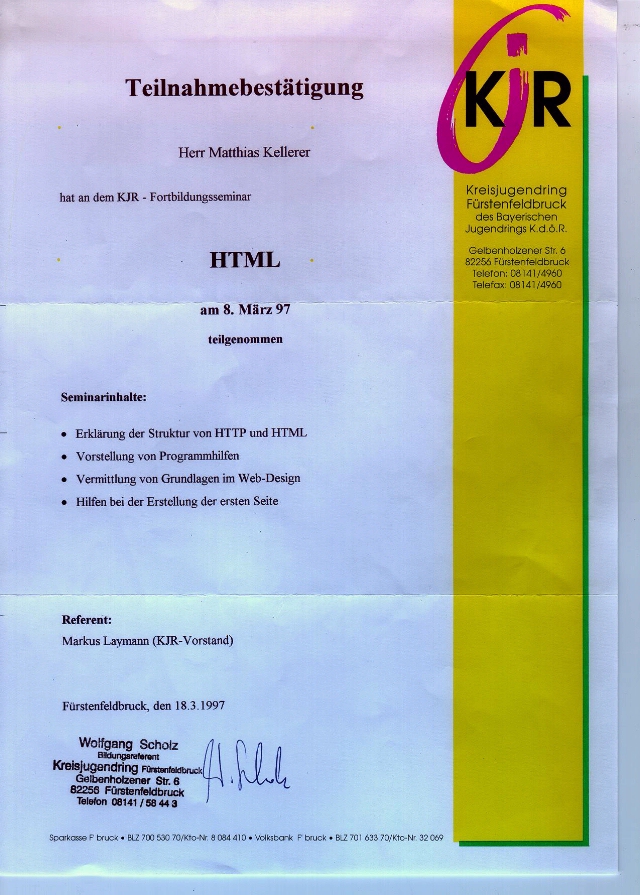 Teilnahmebestätigung
Herr Matthias Kellerer
hat an dem KJR - Fortbildungsseminar
HTML
am 8. März 97
teilgenommen
Seminarinhalte:
• Erklärung der Struktur von HTTP und HTML
• Vorstellung von Programmhilfen
• Vermittlung von Grundlagen im Web-Design
• Hilfen bei der Erstellung der ersten Seite
Referent:
Markus Laymann (KJR-Vorstand)
Fürstenfeldbruck, den 18.3.1997
Wolfgang Scholz
Bildungsreferent
Kreisjugendring Fürstenfeldbruck
Gelbenholzener Str. 6
82256 Fürstenfeldbruck
Telefon 08141 / 58 44 3
Sparkasse F' bruck • BLZ 700 530 70/Kto-Nr. 8 084 410 • Volksbank F' bruck • BLZ 701 633 70/Kto-Nr. 32 069
KJR
Kreisjugendring
Fürstenfeldbruck
des Bayerischen
Jugendrings K.d.ö.R.
Gelbenholzener Str. 6
82256 Fürstenfeldbruck
Telefon: 08141/4960
Telefax: 08141/4960